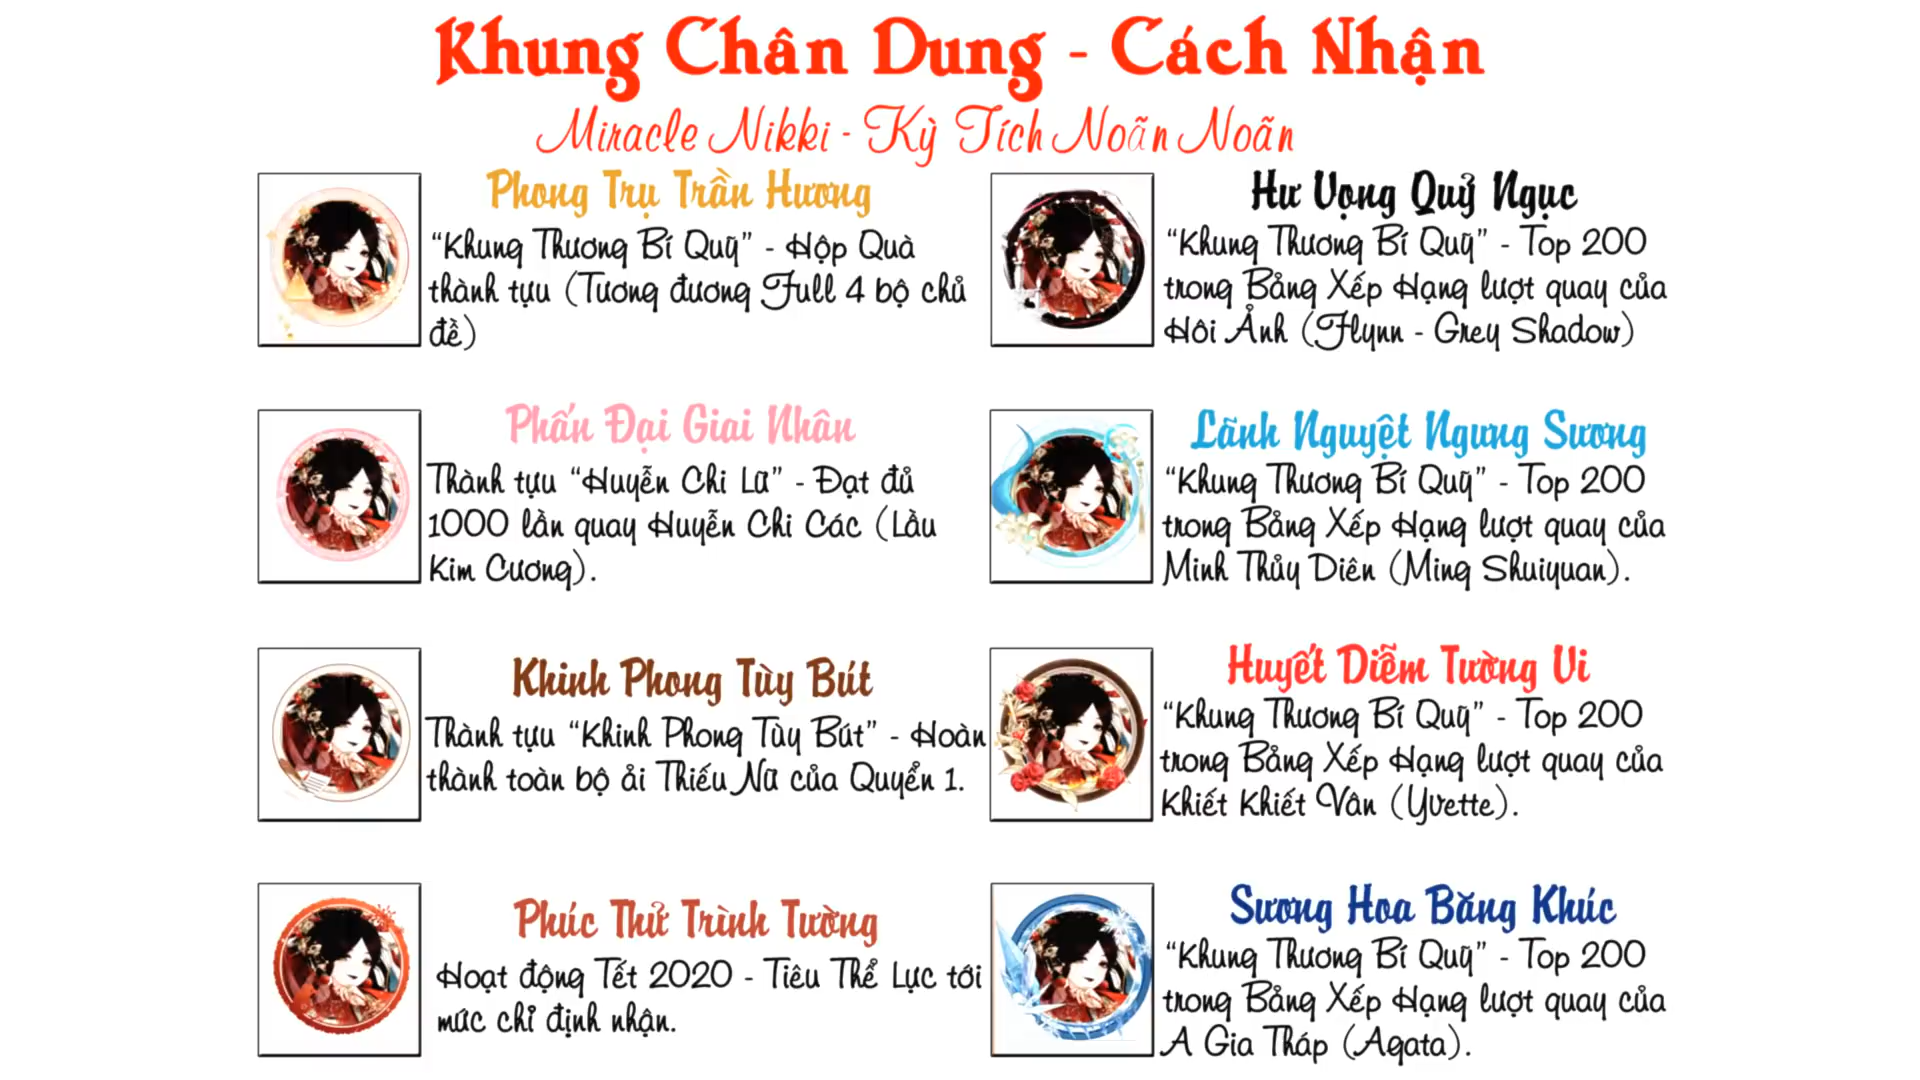 Khung Chân Dung - Cách Nhận
Miracle Nikki - Kỳ Tích Noãn Noãn
Phong Trụ Trần Hương
“Khung Thương Bí Quỹ” - Hộp Quà
thành tựu (Tương đương Full 4 bộ chủ
đề)
Phấn Đại Giai Nhân
Thành tựu “Huyễn Chi Lữ” - Đạt đủ
1000 lần quay Huyễn Chi Các (Lầu
Kim Cương).
Khinh Phong Tùy Bút
Thành tựu “Khinh Phong Tùy Bút” - Hoàn
thành toàn bộ ải Thiếu Nữ của Quyển 1.
Phúc Thử Trình Tường
Hoạt động Tết 2020 - Tiêu Thể Lực tới
mức chỉ định nhận.
Hư Vọng Quỷ Ngục
“Khung Thương Bí Quỹ” - Top 200
trong Bảng Xếp Hạng lượt quay của
Hôi Ảnh (Flynn - Grey Shadow)
Lãnh Nguyệt Ngưng Sương
“Khung Thương Bí Quỹ” - Top 200
trong Bảng Xếp Hạng lượt quay của
Minh Thủy Diên (Ming Shuiyuan).
Huyết Diễm Tường Vi
“Khung Thương Bí Quỹ” - Top 200
trong Bảng Xếp Hạng lượt quay của
Khiết Khiết Vân (Yvette).
Sương Hoa Băng Khúc
“Khung Thương Bí Quỹ” - Top 200
trong Bảng Xếp Hạng lượt quay của
A Gia Tháp (Agata).